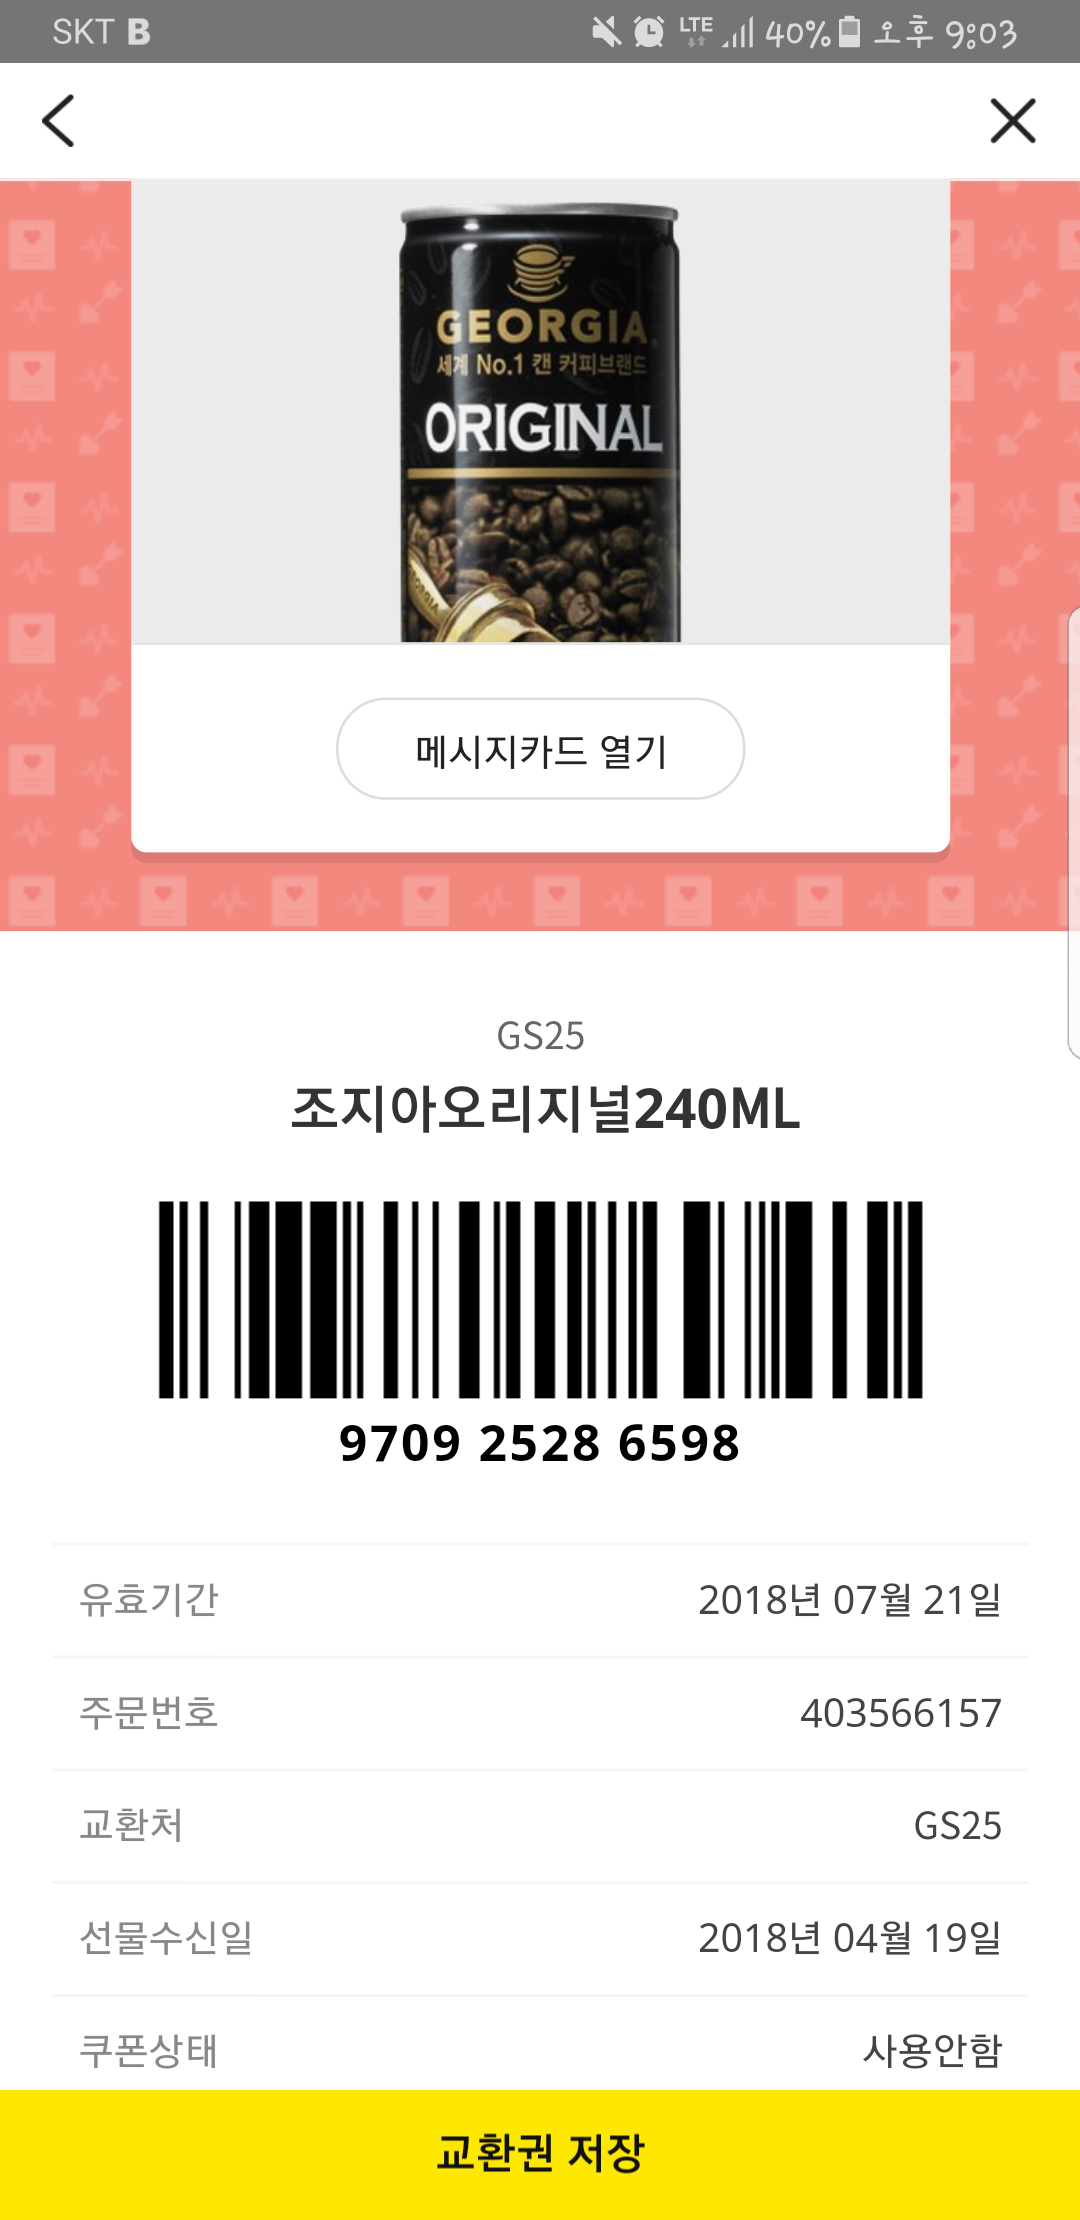 SKT B
LTE 40% 오후 9:03
GEORGIA
세계 No.1 캔 커피브랜드
ORIGINAL
GEORGIA
메시지카드 열기
GS25
조지아오리지널240ML
9709 2528 6598
유효기간 2018년 07월 21일
주문번호 403566157
교환처 GS25
선물수신일 2018년 04월 19일
쿠폰상태 사용안함
교환권 저장